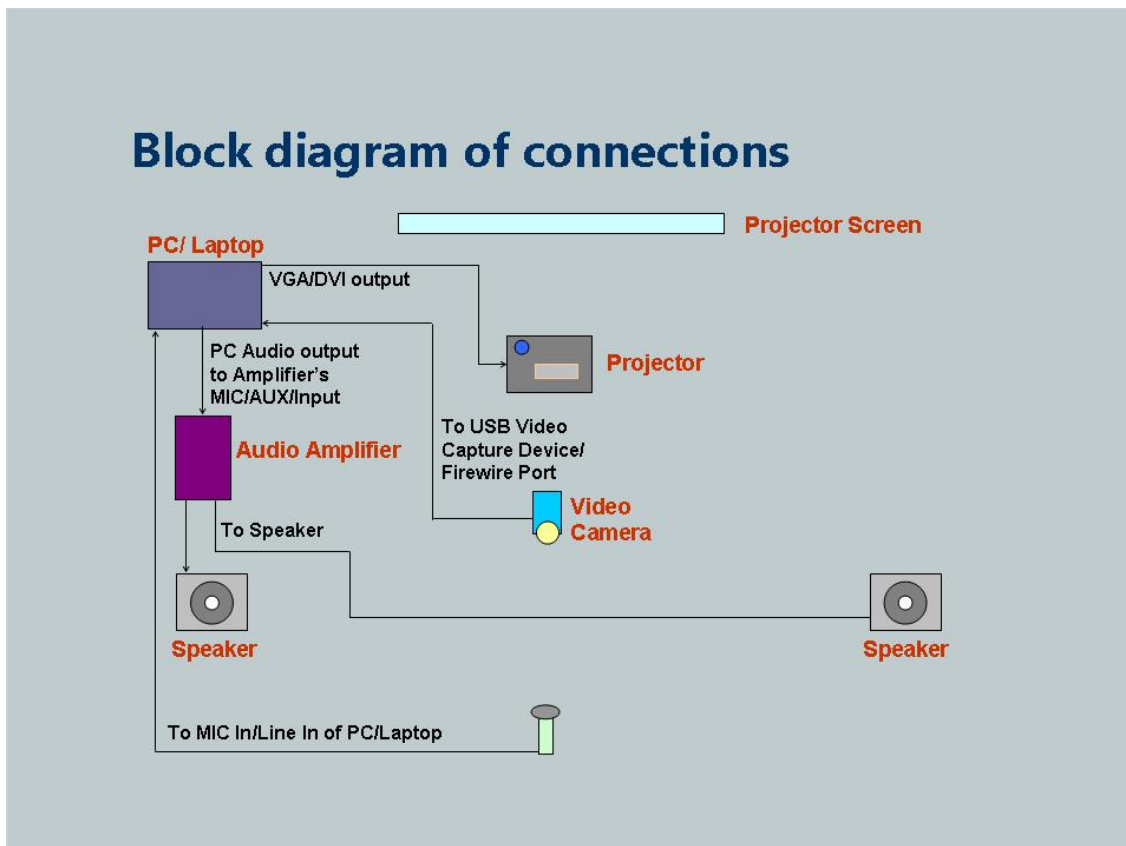 Block diagram of connections
Projector Screen
PC/ Laptop
VGA/DVI output
PC Audio output
to Amplifier's
MIC/AUX/Input
Projector
To USB Video
Capture Device/
Firewire Port
Audio Amplifier
Video
Camera
To Speaker
Speaker
Speaker
To MIC In/Line In of PC/Laptop